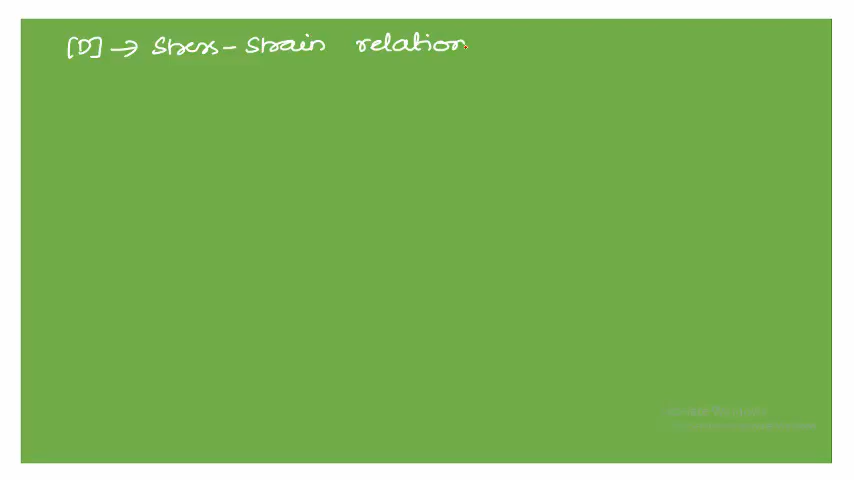 [D] → Stress - Strain relation